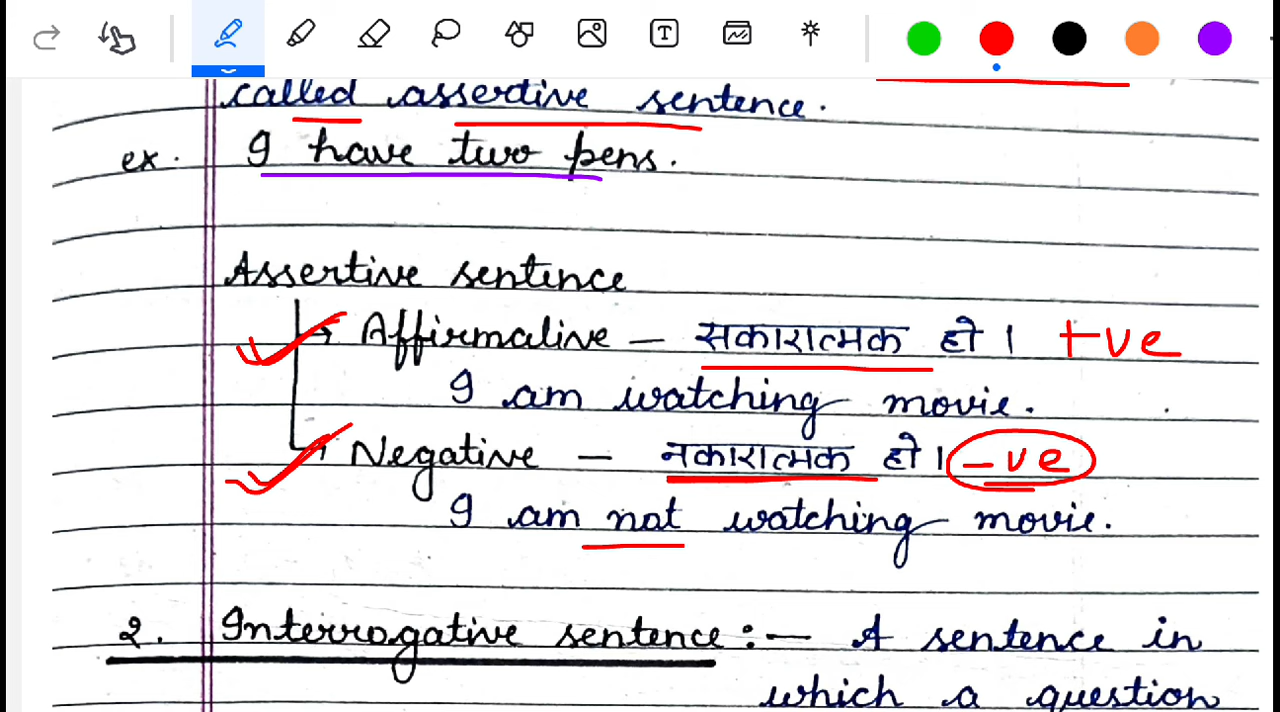 called assertive sentence.
ex. I have two pens.
Assertive sentence
→ Affirmative — सकारात्मक हो । +ve
I am watching movie.
→ Negative — नकारात्मक हो । -ve
I am not watching movie.
2. Interrogative sentence :— A sentence in
which a question